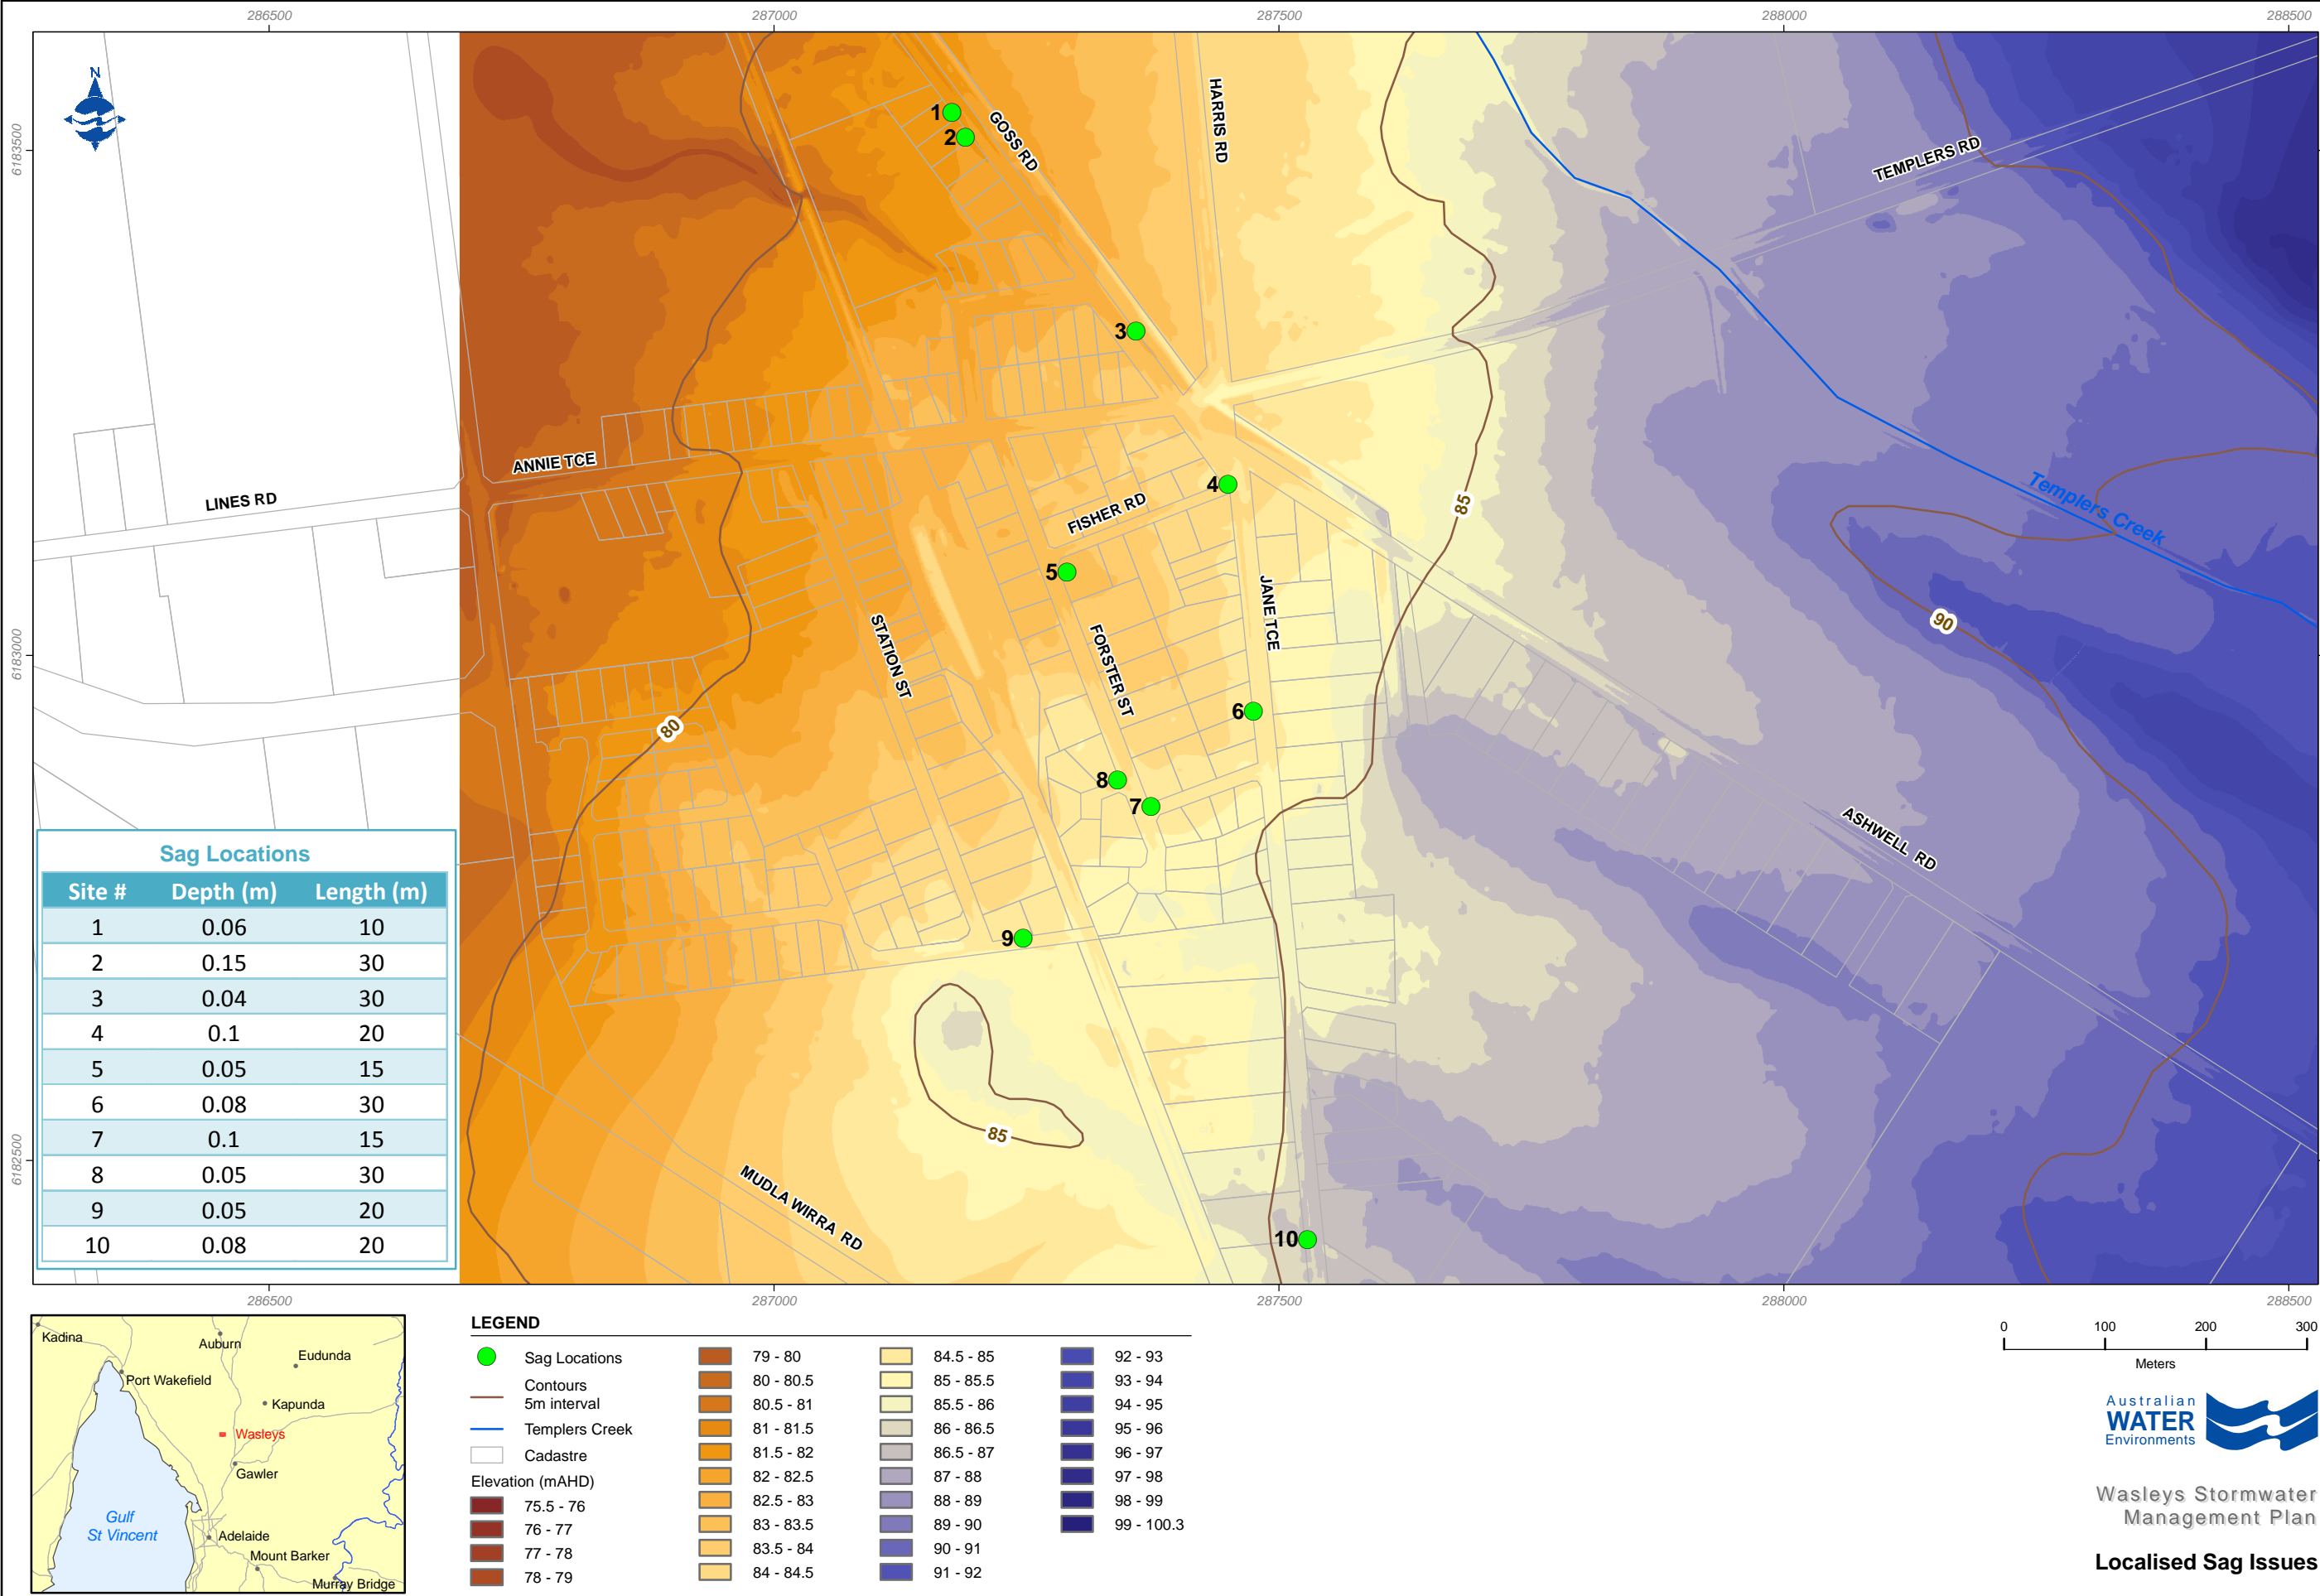 286500
287000
287500
288000
288500
6183500
6183000
6182500
N
1
2
3
4
5
6
7
8
9
10
GOSS RD
HARRIS RD
TEMPLERS RD
ANNIE TCE
LINES RD
FISHER RD
JANE TCE
STATION ST
FORSTER ST
Templers Creek
ASHWELL RD
MUDLA WIRRA RD
80
85
85
90
Sag Locations
Site # Depth (m) Length (m)
1 0.06 10
2 0.15 30
3 0.04 30
4 0.1 20
5 0.05 15
6 0.08 30
7 0.1 15
8 0.05 30
9 0.05 20
10 0.08 20
286500
287000
287500
288000
288500
Kadina
Auburn
Eudunda
Port Wakefield
Kapunda
Wasleys
Gawler
Gulf
St Vincent
Adelaide
Mount Barker
Murray Bridge
LEGEND
Sag Locations
Contours
5m interval
Templers Creek
Cadastre
Elevation (mAHD)
75.5 - 76
76 - 77
77 - 78
78 - 79
79 - 80
80 - 80.5
80.5 - 81
81 - 81.5
81.5 - 82
82 - 82.5
82.5 - 83
83 - 83.5
83.5 - 84
84 - 84.5
84.5 - 85
85 - 85.5
85.5 - 86
86 - 86.5
86.5 - 87
87 - 88
88 - 89
89 - 90
90 - 91
91 - 92
92 - 93
93 - 94
94 - 95
95 - 96
96 - 97
97 - 98
98 - 99
99 - 100.3
0 100 200 300
Meters
Australian
WATER
Environments
Wasleys Stormwater
Management Plan
Localised Sag Issues